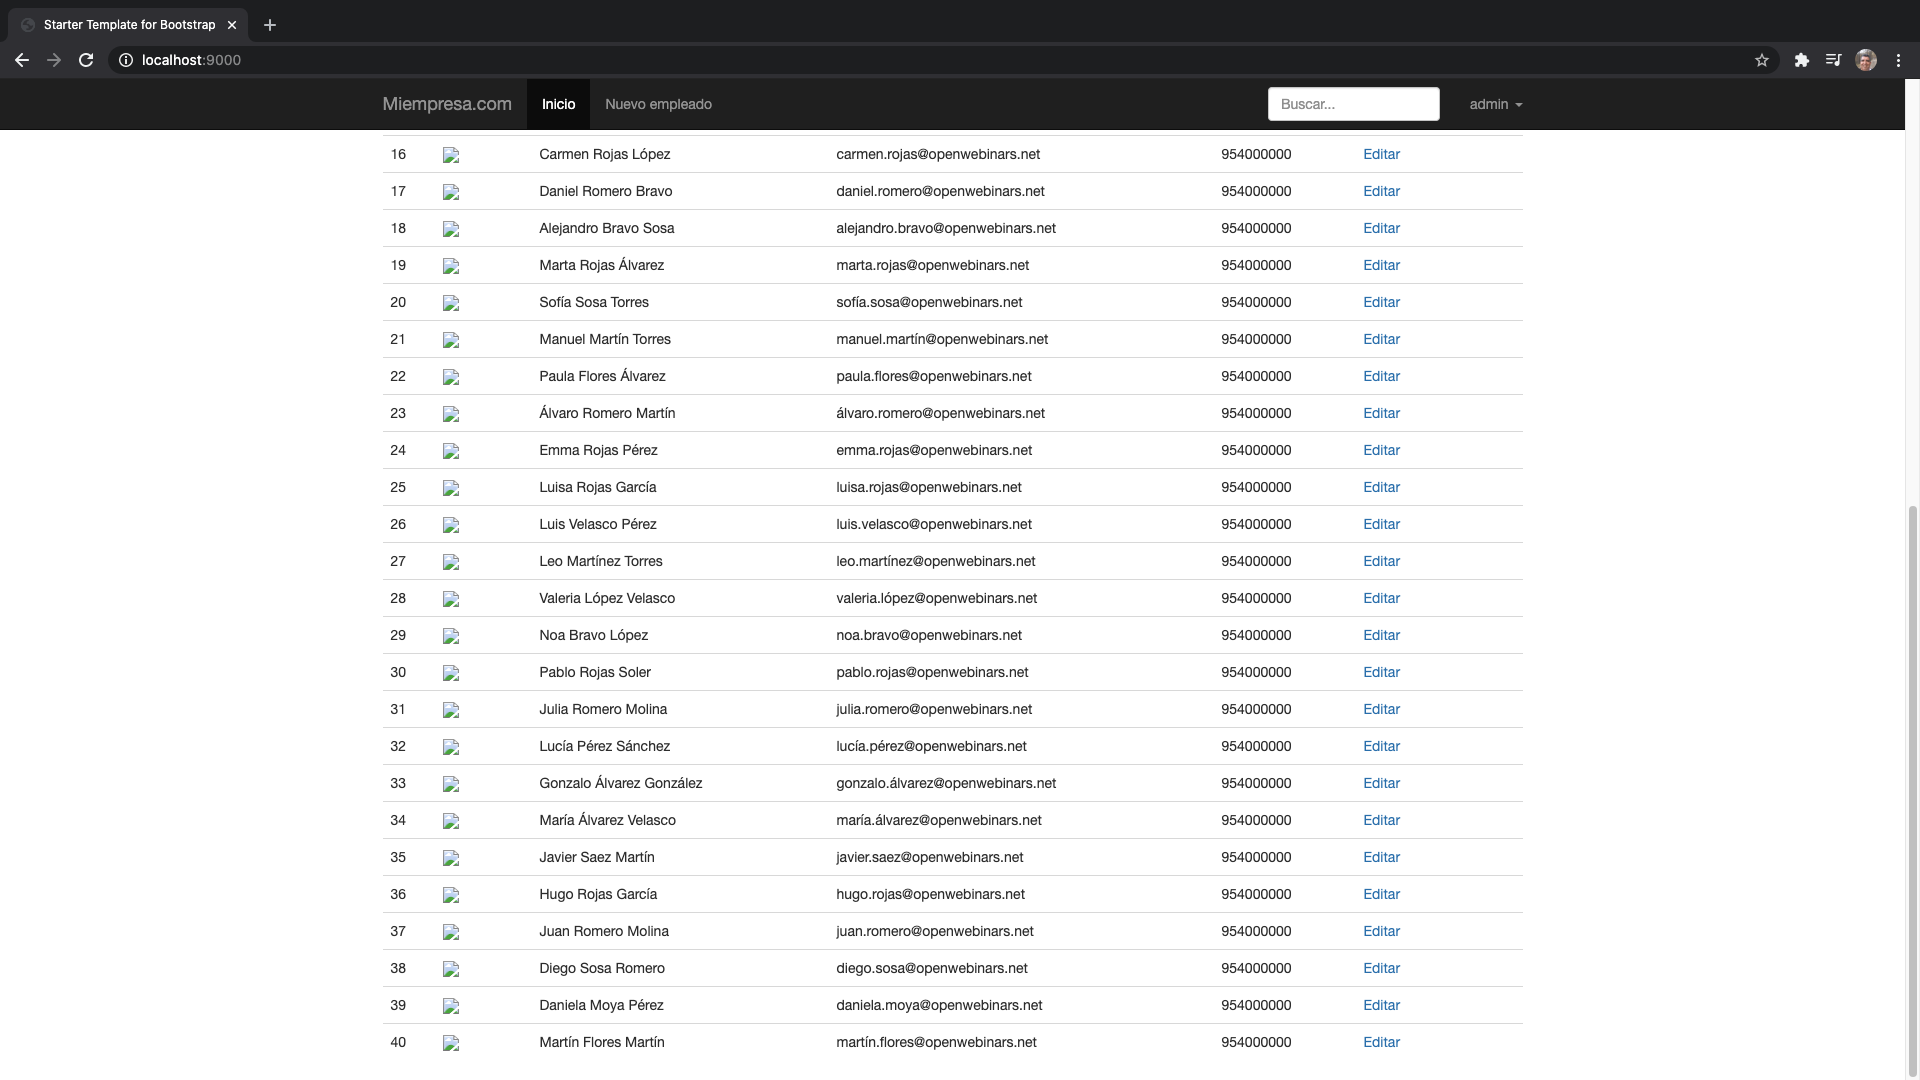 Starter Template for Bootstrap
localhost:9000
Miempresa.com Inicio Nuevo empleado Buscar... admin
16 Carmen Rojas López carmen.rojas@openwebinars.net 954000000 Editar
17 Daniel Romero Bravo daniel.romero@openwebinars.net 954000000 Editar
18 Alejandro Bravo Sosa alejandro.bravo@openwebinars.net 954000000 Editar
19 Marta Rojas Álvarez marta.rojas@openwebinars.net 954000000 Editar
20 Sofía Sosa Torres sofía.sosa@openwebinars.net 954000000 Editar
21 Manuel Martín Torres manuel.martín@openwebinars.net 954000000 Editar
22 Paula Flores Álvarez paula.flores@openwebinars.net 954000000 Editar
23 Álvaro Romero Martín álvaro.romero@openwebinars.net 954000000 Editar
24 Emma Rojas Pérez emma.rojas@openwebinars.net 954000000 Editar
25 Luisa Rojas García luisa.rojas@openwebinars.net 954000000 Editar
26 Luis Velasco Pérez luis.velasco@openwebinars.net 954000000 Editar
27 Leo Martínez Torres leo.martínez@openwebinars.net 954000000 Editar
28 Valeria López Velasco valeria.lópez@openwebinars.net 954000000 Editar
29 Noa Bravo López noa.bravo@openwebinars.net 954000000 Editar
30 Pablo Rojas Soler pablo.rojas@openwebinars.net 954000000 Editar
31 Julia Romero Molina julia.romero@openwebinars.net 954000000 Editar
32 Lucía Pérez Sánchez lucía.pérez@openwebinars.net 954000000 Editar
33 Gonzalo Álvarez González gonzalo.álvarez@openwebinars.net 954000000 Editar
34 María Álvarez Velasco maría.álvarez@openwebinars.net 954000000 Editar
35 Javier Saez Martín javier.saez@openwebinars.net 954000000 Editar
36 Hugo Rojas García hugo.rojas@openwebinars.net 954000000 Editar
37 Juan Romero Molina juan.romero@openwebinars.net 954000000 Editar
38 Diego Sosa Romero diego.sosa@openwebinars.net 954000000 Editar
39 Daniela Moya Pérez daniela.moya@openwebinars.net 954000000 Editar
40 Martín Flores Martín martín.flores@openwebinars.net 954000000 Editar